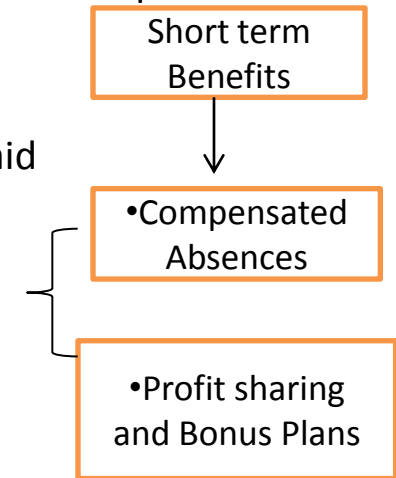 Short term
Benefits
•Compensated
Absences
•Profit sharing
and Bonus Plans